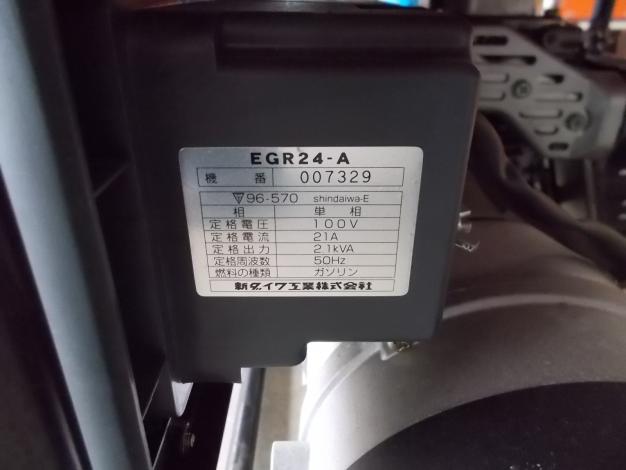 EGR24-A
機 番 007329
▽96-570 shindaiwa-E
相 単相
定格電圧 100V
定格電流 21A
定格出力 2.1kVA
定格周波数 50Hz
燃料の種類 ガソリン
新ダイワ工業株式会社